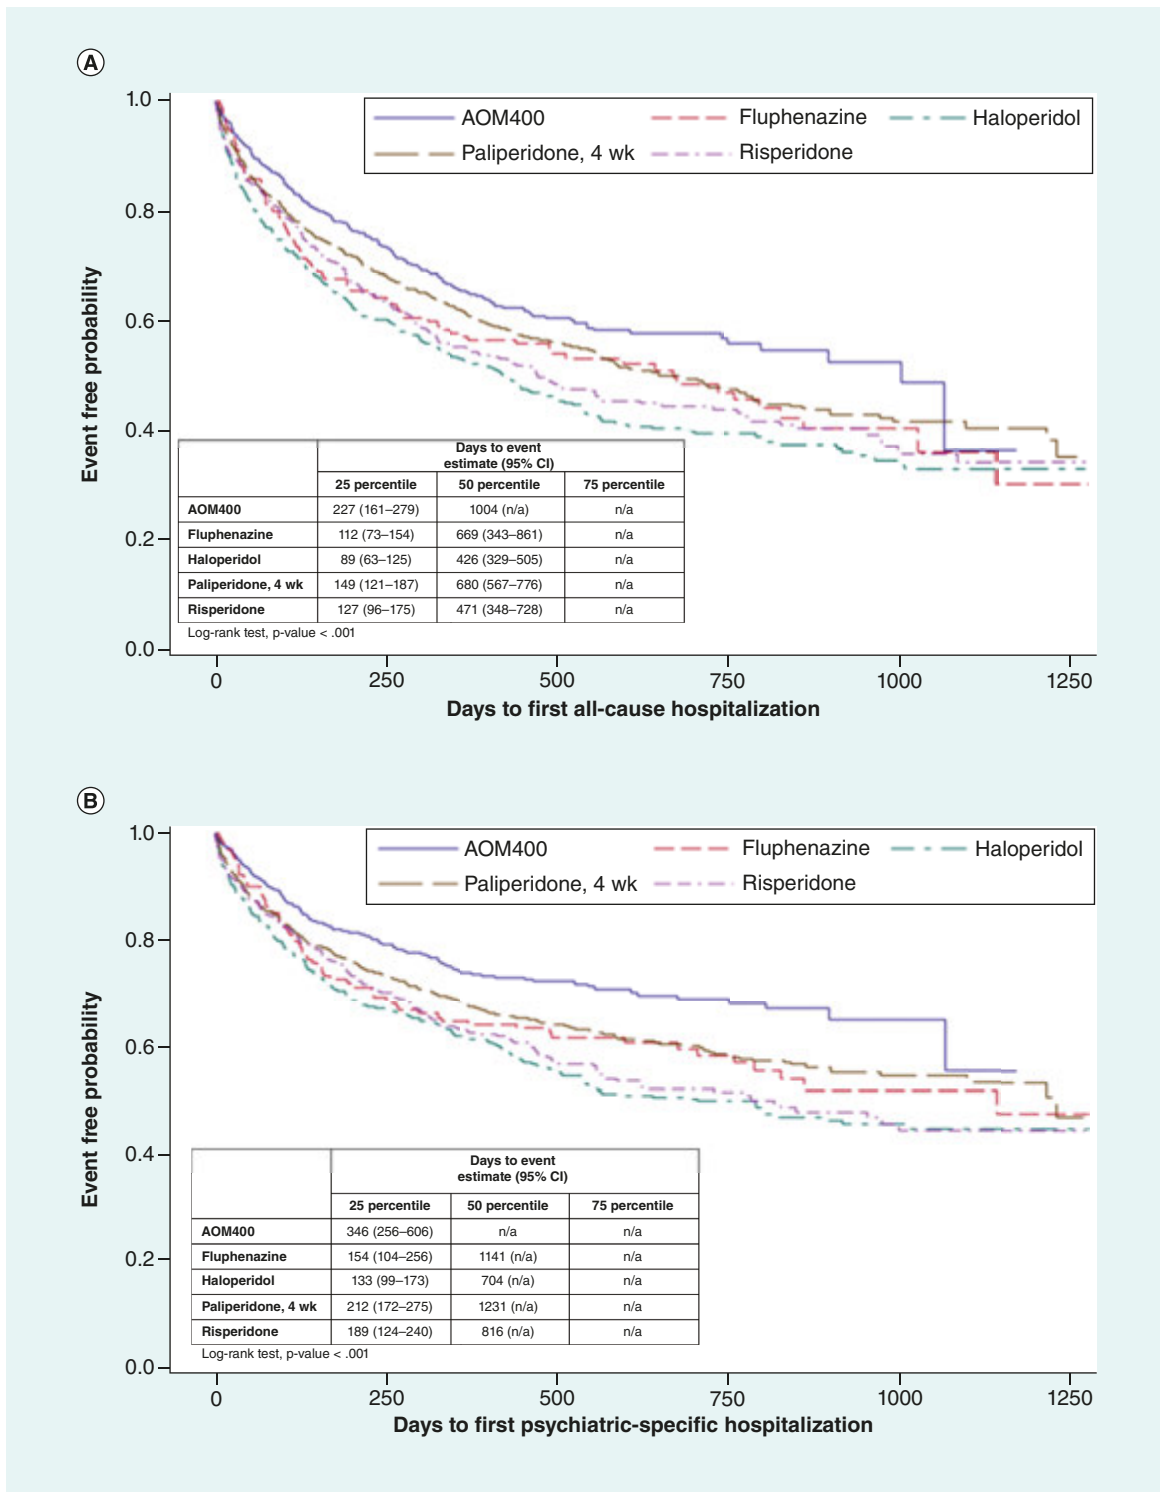 A
1.0
0.8
0.6
0.4
0.2
0.0
Event free probability
AOM400 Fluphenazine Haloperidol
Paliperidone, 4 wk Risperidone
Days to event
estimate (95% CI)
25 percentile 50 percentile 75 percentile
AOM400 227 (161–279) 1004 (n/a) n/a
Fluphenazine 112 (73–154) 669 (343–861) n/a
Haloperidol 89 (63–125) 426 (329–505) n/a
Paliperidone, 4 wk 149 (121–187) 680 (567–776) n/a
Risperidone 127 (96–175) 471 (348–728) n/a
Log-rank test, p-value < .001
0 250 500 750 1000 1250
Days to first all-cause hospitalization
B
1.0
0.8
0.6
0.4
0.2
0.0
Event free probability
AOM400 Fluphenazine Haloperidol
Paliperidone, 4 wk Risperidone
Days to event
estimate (95% CI)
25 percentile 50 percentile 75 percentile
AOM400 346 (256–606) n/a n/a
Fluphenazine 154 (104–256) 1141 (n/a) n/a
Haloperidol 133 (99–173) 704 (n/a) n/a
Paliperidone, 4 wk 212 (172–275) 1231 (n/a) n/a
Risperidone 189 (124–240) 816 (n/a) n/a
Log-rank test, p-value < .001
0 250 500 750 1000 1250
Days to first psychiatric-specific hospitalization